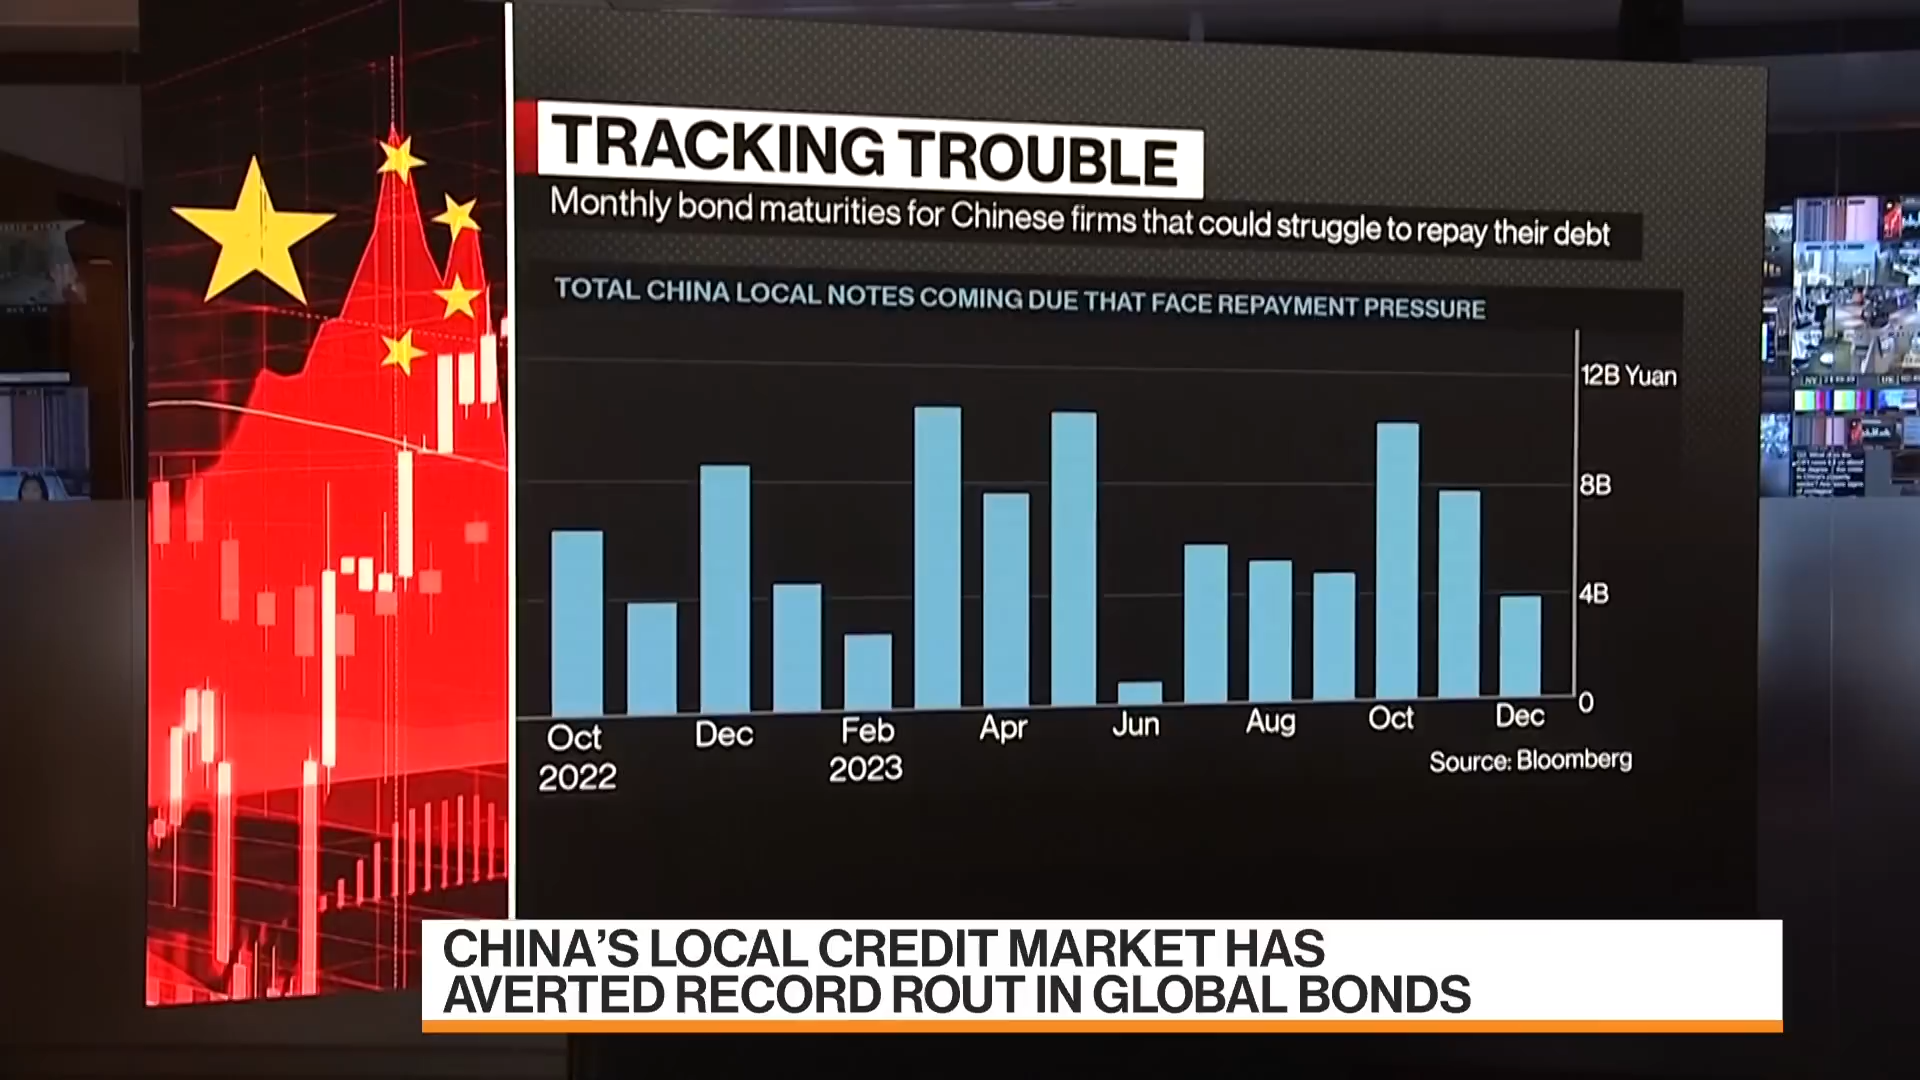 TRACKING TROUBLE
Monthly bond maturities for Chinese firms that could struggle to repay their debt
TOTAL CHINA LOCAL NOTES COMING DUE THAT FACE REPAYMENT PRESSURE
12B Yuan
8B
4B
0
Oct Dec Feb Apr Jun Aug Oct Dec
2022 2023
Source: Bloomberg
CHINA'S LOCAL CREDIT MARKET HAS
AVERTED RECORD ROUT IN GLOBAL BONDS